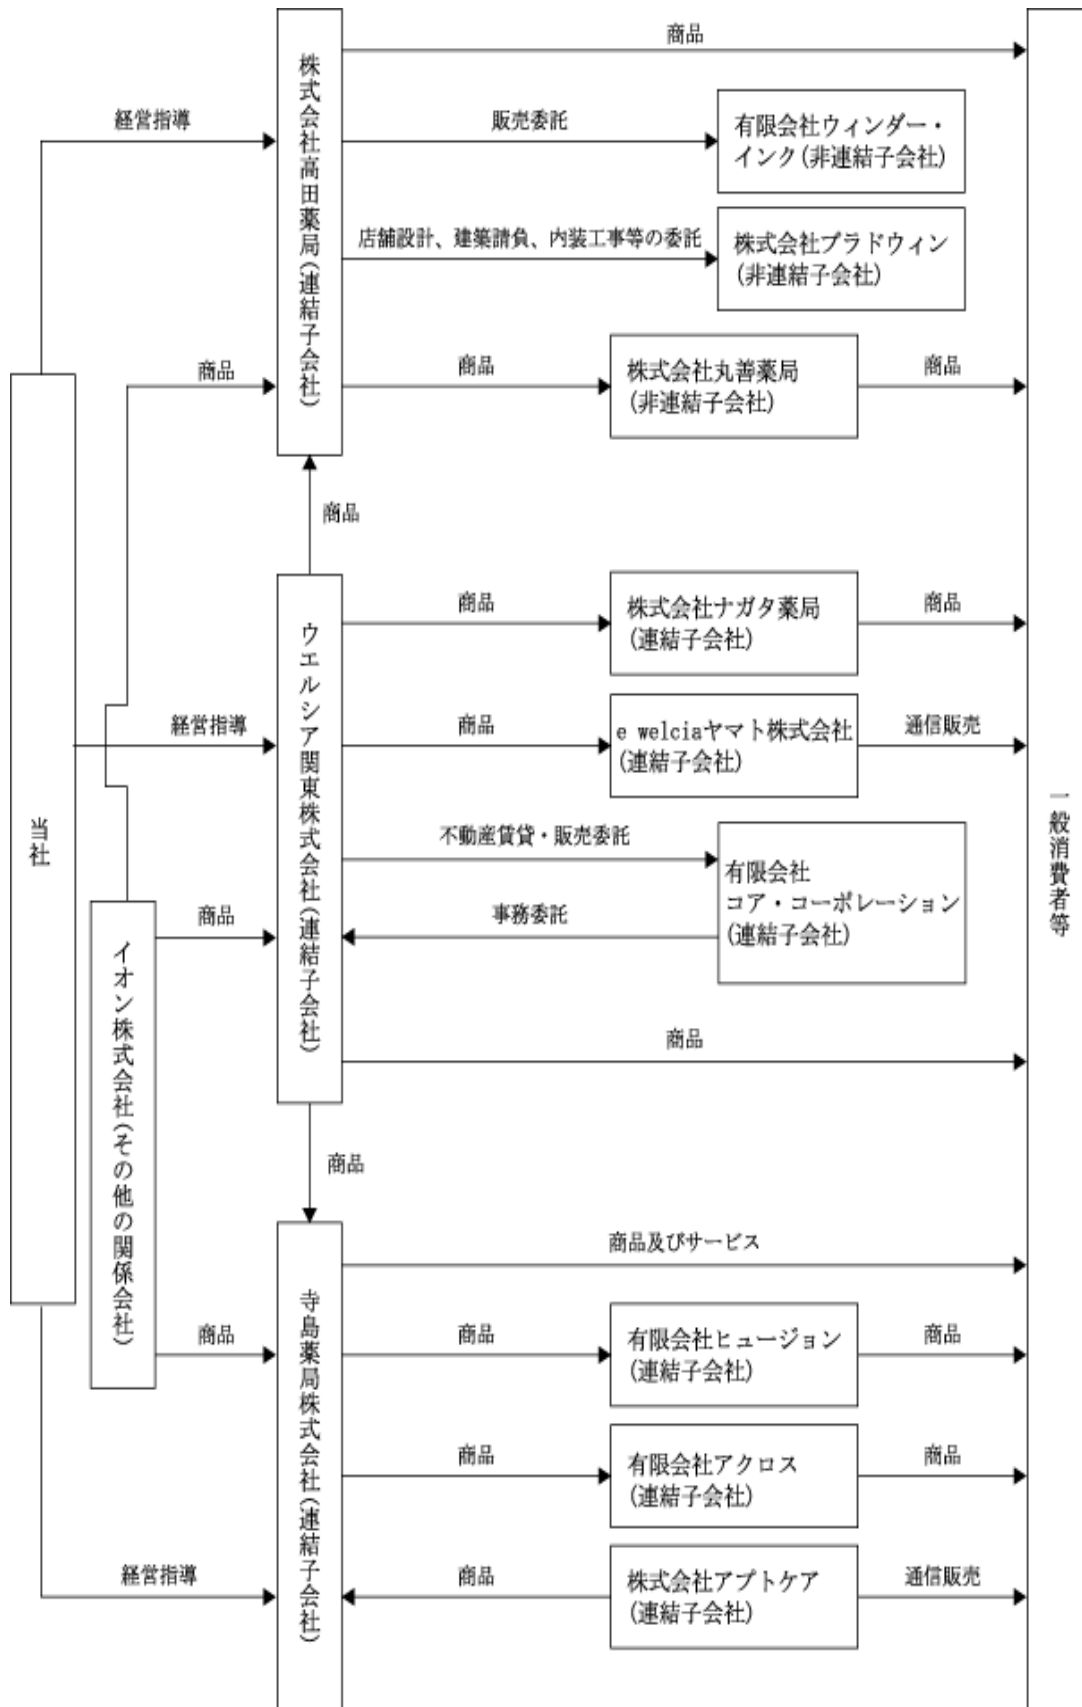 商品
株式会社高田薬局(連結子会社)
経営指導
販売委託
有限会社ウィンダー・
インク(非連結子会社)
店舗設計、建築請負、内装工事等の委託
株式会社プラドウィン
(非連結子会社)
商品
商品
株式会社丸善薬局
(非連結子会社)
商品
商品
ウエルシア関東株式会社(連結子会社)
商品
株式会社ナガタ薬局
(連結子会社)
商品
経営指導
商品
e welciaヤマト株式会社
(連結子会社)
通信販売
当社
一般消費者等
不動産賃貸・販売委託
有限会社
コア・コーポレーション
(連結子会社)
商品
事務委託
イオン株式会社(その他の関係会社)
商品
商品
寺島薬局株式会社(連結子会社)
商品及びサービス
商品
商品
有限会社ヒュージョン
(連結子会社)
商品
商品
有限会社アクロス
(連結子会社)
商品
経営指導
商品
株式会社アプトケア
(連結子会社)
通信販売